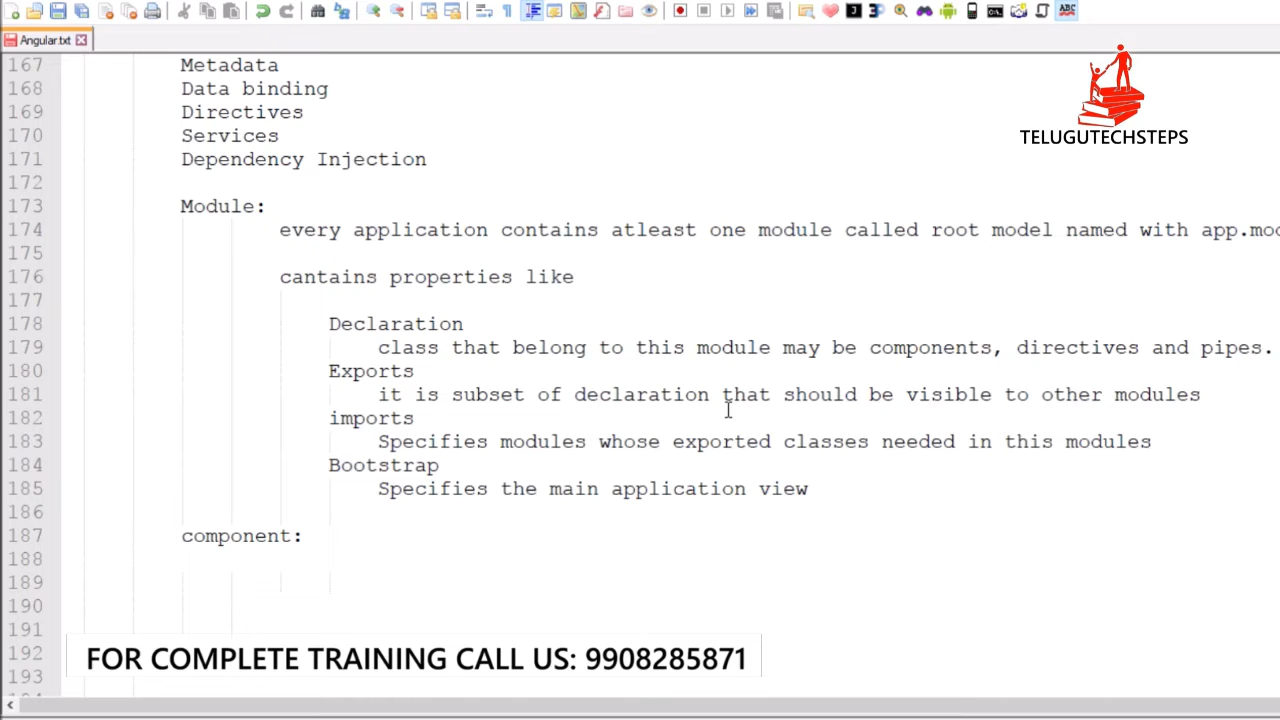 Angular.txt
167 Metadata
168 Data binding
169 Directives
170 Services
171 Dependency Injection
172
173 Module:
174 every application contains atleast one module called root model named with app.mod
175
176 cantains properties like
177
178 Declaration
179 class that belong to this module may be components, directives and pipes.
180 Exports
181 it is subset of declaration that should be visible to other modules
182 imports
183 Specifies modules whose exported classes needed in this modules
184 Bootstrap
185 Specifies the main application view
186
187 component:
188
189
190
191
192
193
TELUGUTECHSTEPS
FOR COMPLETE TRAINING CALL US: 9908285871